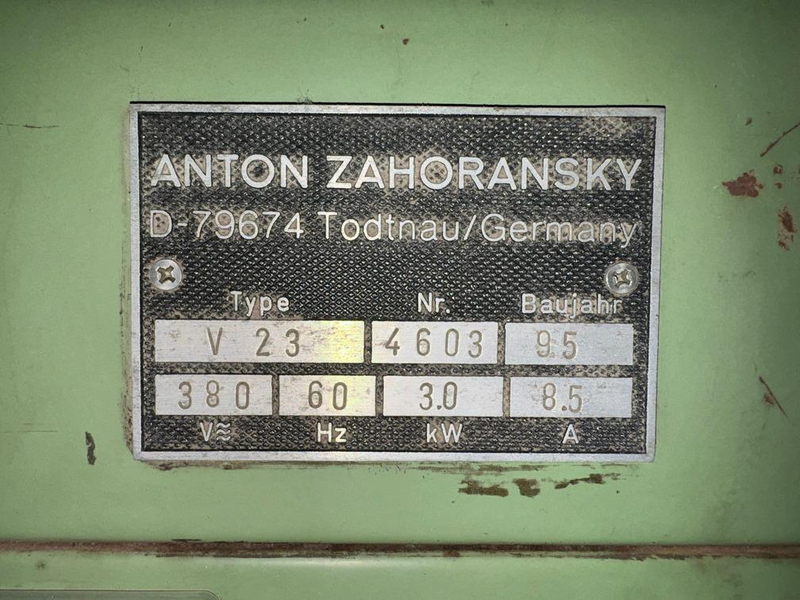 ANTON ZAHORANSKY
D-79674 Todtnau/Germany
Type Nr. Baujahr
V 23 4603 95
380 60 3.0 8.5
V≂ Hz kW A